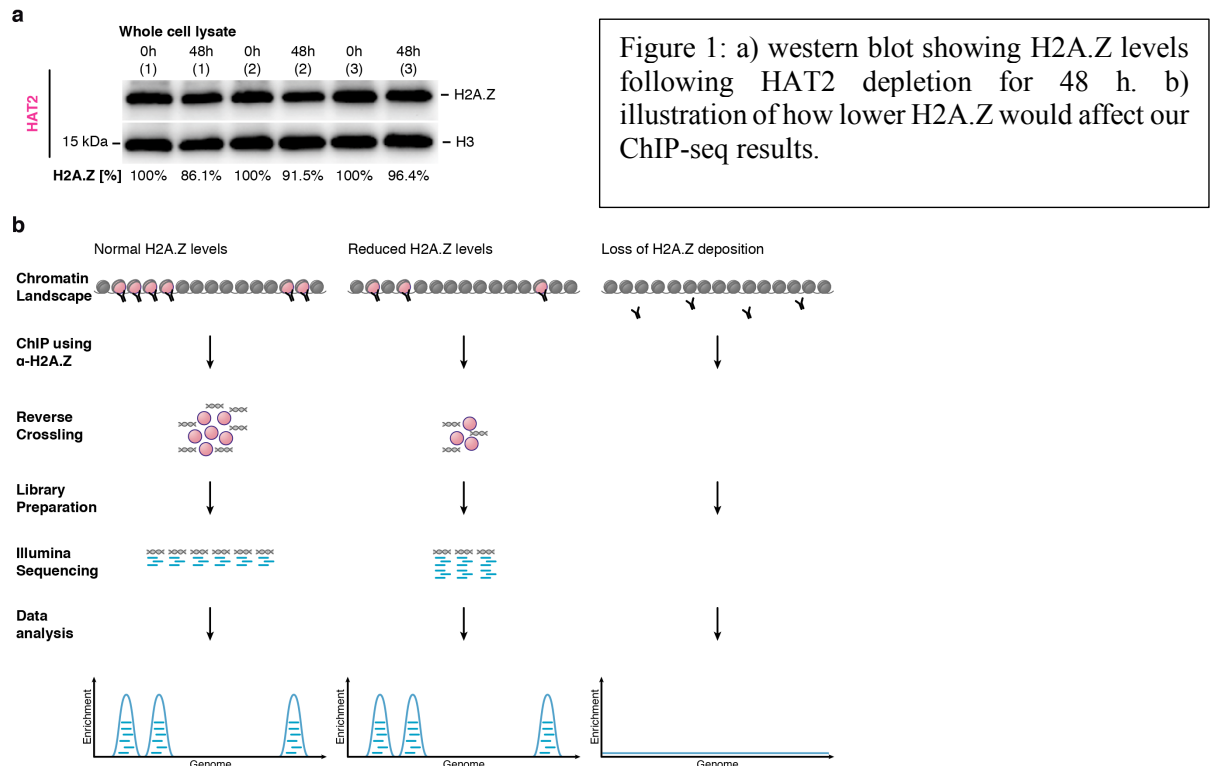 a
Whole cell lysate
0h 48h 0h 48h 0h 48h
(1) (1) (2) (2) (3) (3)
HAT2
H2A.Z
15 kDa
H3
H2A.Z [%] 100% 86.1% 100% 91.5% 100% 96.4%
Figure 1: a) western blot showing H2A.Z levels
following HAT2 depletion for 48 h. b)
illustration of how lower H2A.Z would affect our
ChIP-seq results.
b
Normal H2A.Z levels
Reduced H2A.Z levels
Loss of H2A.Z deposition
Chromatin
Landscape
ChIP using
α-H2A.Z
Reverse
Crossling
Library
Preparation
Illumina
Sequencing
Data
analysis
Enrichment
Genome
Enrichment
Genome
Enrichment
Genome